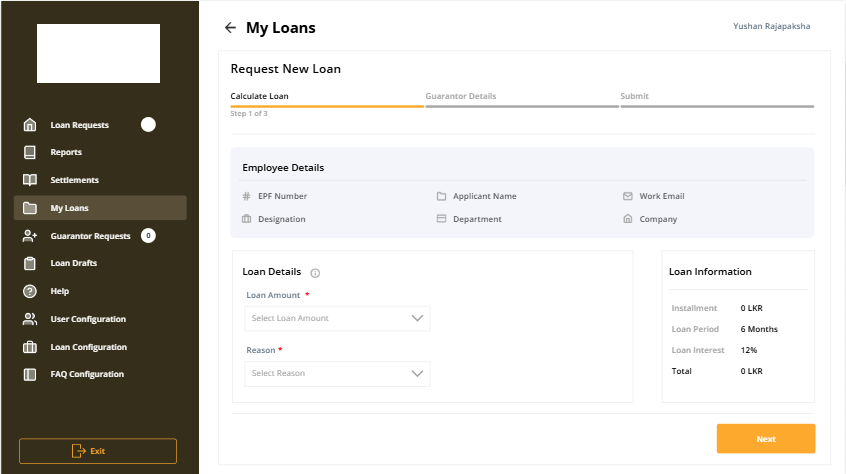 My Loans
Yushan Rajapaksha
Loan Requests
Reports
Settlements
My Loans
Guarantor Requests 0
Loan Drafts
Help
User Configuration
Loan Configuration
FAQ Configuration
Exit
Request New Loan
Calculate Loan
Guarantor Details
Submit
Step 1 of 3
Employee Details
# EPF Number
Applicant Name
Work Email
Designation
Department
Company
Loan Details
Loan Amount *
Select Loan Amount
Reason *
Select Reason
Loan Information
Installment 0 LKR
Loan Period 6 Months
Loan Interest 12%
Total 0 LKR
Next